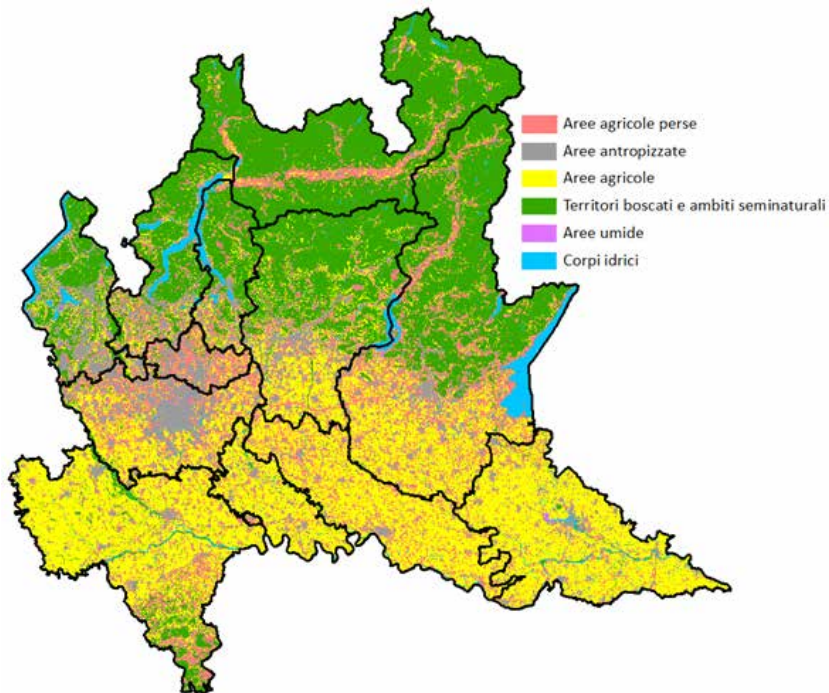 Aree agricole perse
Aree antropizzate
Aree agricole
Territori boscati e ambiti seminaturali
Aree umide
Corpi idrici